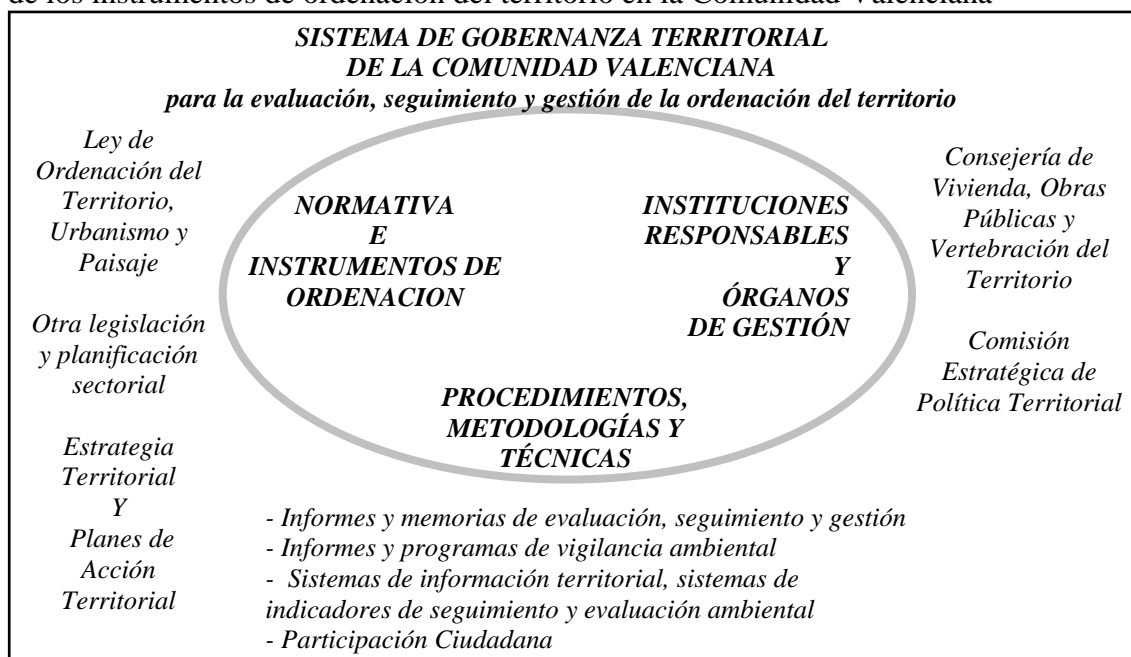 de los instrumentos de ordenación del territorio en la Comunidad Valenciana
SISTEMA DE GOBERNANZA TERRITORIAL
DE LA COMUNIDAD VALENCIANA
para la evaluación, seguimiento y gestión de la ordenación del territorio
Ley de
Ordenación del
Territorio,
Urbanismo y
Paisaje
Otra legislación
y planificación
sectorial
Estrategia
Territorial
Y
Planes de
Acción
Territorial
NORMATIVA
E
INSTRUMENTOS DE
ORDENACION
INSTITUCIONES
RESPONSABLES
Y
ÓRGANOS
DE GESTIÓN
PROCEDIMIENTOS,
METODOLOGÍAS Y
TÉCNICAS
Consejería de
Vivienda, Obras
Públicas y
Vertebración del
Territorio
Comisión
Estratégica de
Política Territorial
- Informes y memorias de evaluación, seguimiento y gestión
- Informes y programas de vigilancia ambiental
- Sistemas de información territorial, sistemas de
indicadores de seguimiento y evaluación ambiental
- Participación Ciudadana